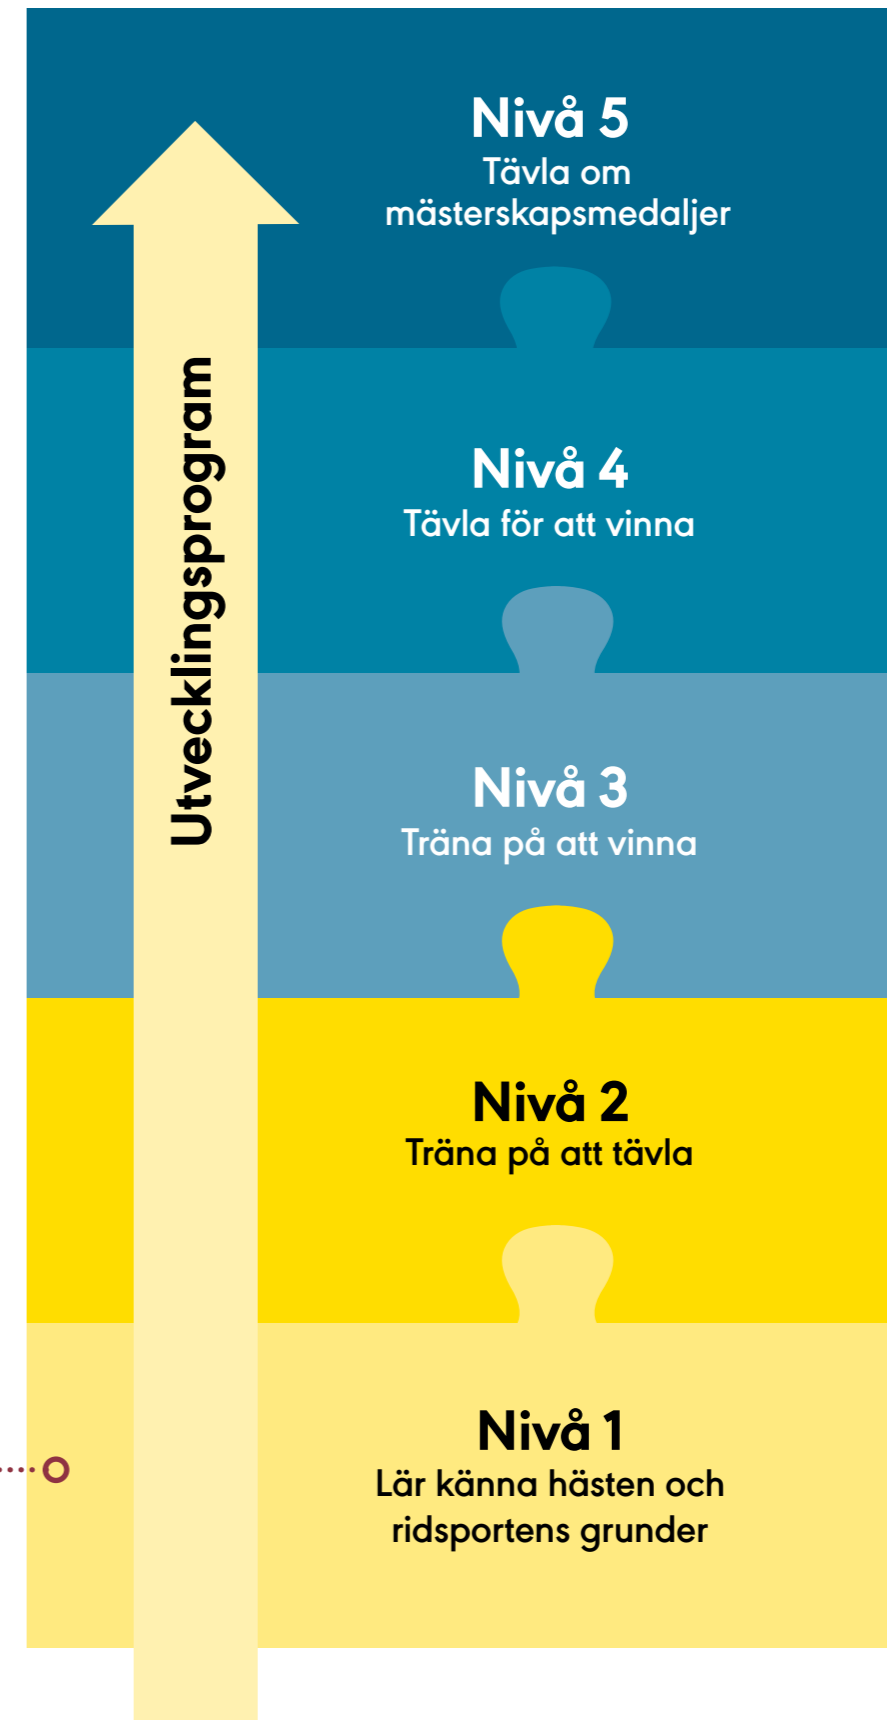 Nivå 5
Tävla om
mästerskapsmedaljer
Utvecklingsprogram
Nivå 4
Tävla för att vinna
Nivå 3
Träna på att vinna
Nivå 2
Träna på att tävla
Nivå 1
Lär känna hästen och
ridsportens grunder